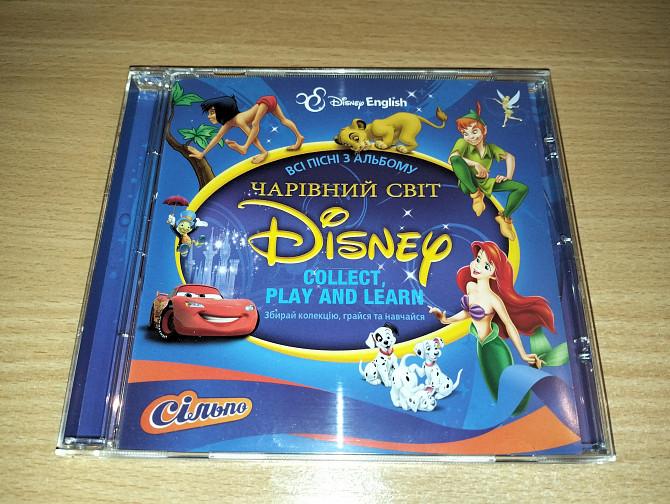 Disney English
ВСІ ПІСНІ З АЛЬБОМУ
ЧАРІВНИЙ СВІТ
Disney
COLLECT,
PLAY AND LEARN
Збирай колекцію, грайся та навчайся
Сільпо